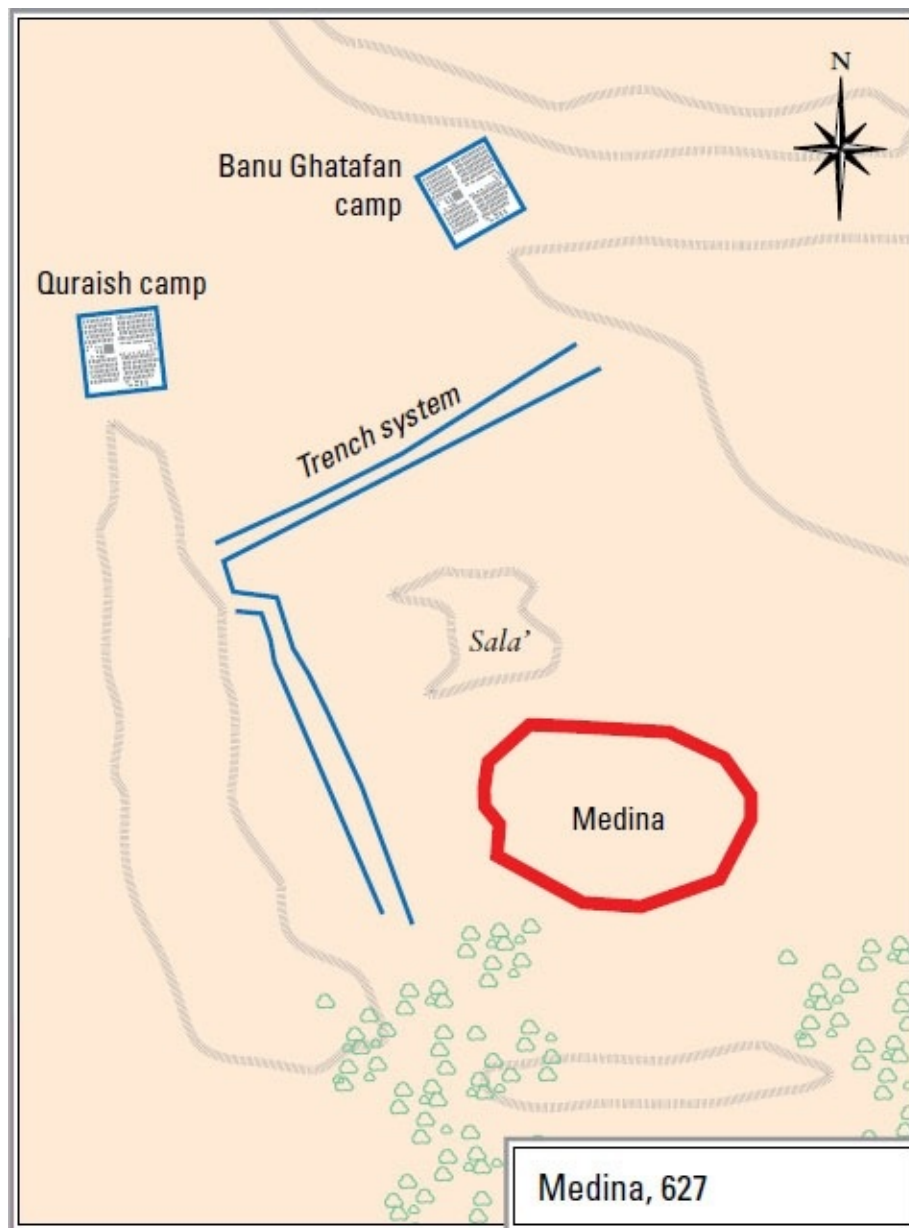 N
Banu Ghatafan
camp
Quraish camp
Trench system
Sala’
Medina
Medina, 627